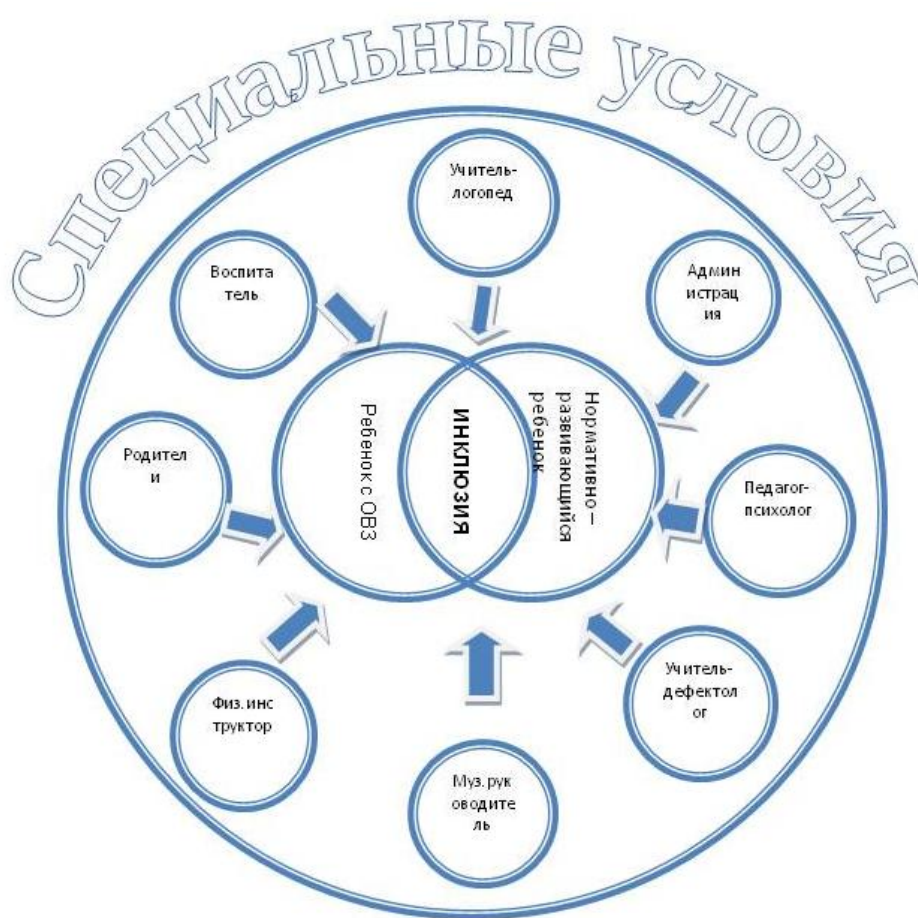 Специальные условия
Учитель-
логопед
Воспита
тель
Админ
истрац
ия
Ребенок с ОВЗ
ИНКЛЮЗИЯ
Нормативно–
развивающийся
ребенок
Родител
и
Педагог-
психолог
Физ.инс
труктор
Учитель-
дефектол
ог
Муз.рук
оводите
ль